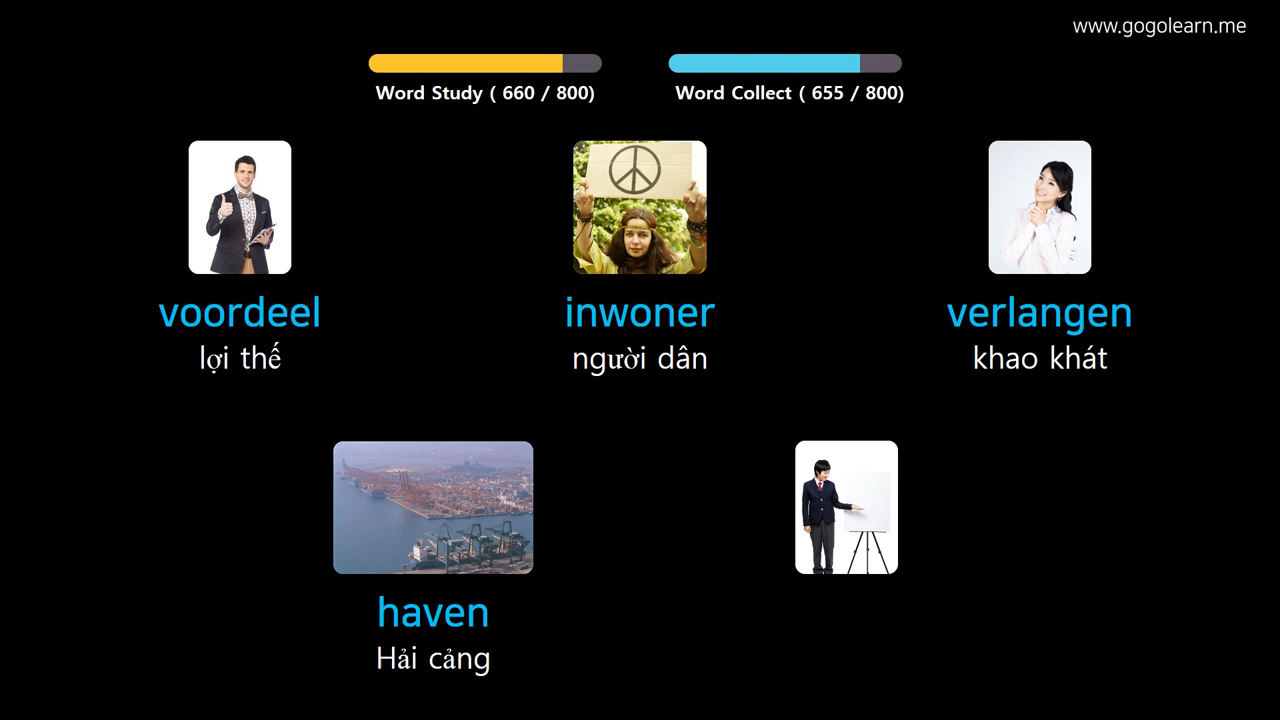 www.gogolearn.me
Word Study ( 660 / 800)
Word Collect ( 655 / 800)
voordeel
lợi thế
inwoner
người dân
verlangen
khao khát
haven
Hải cảng